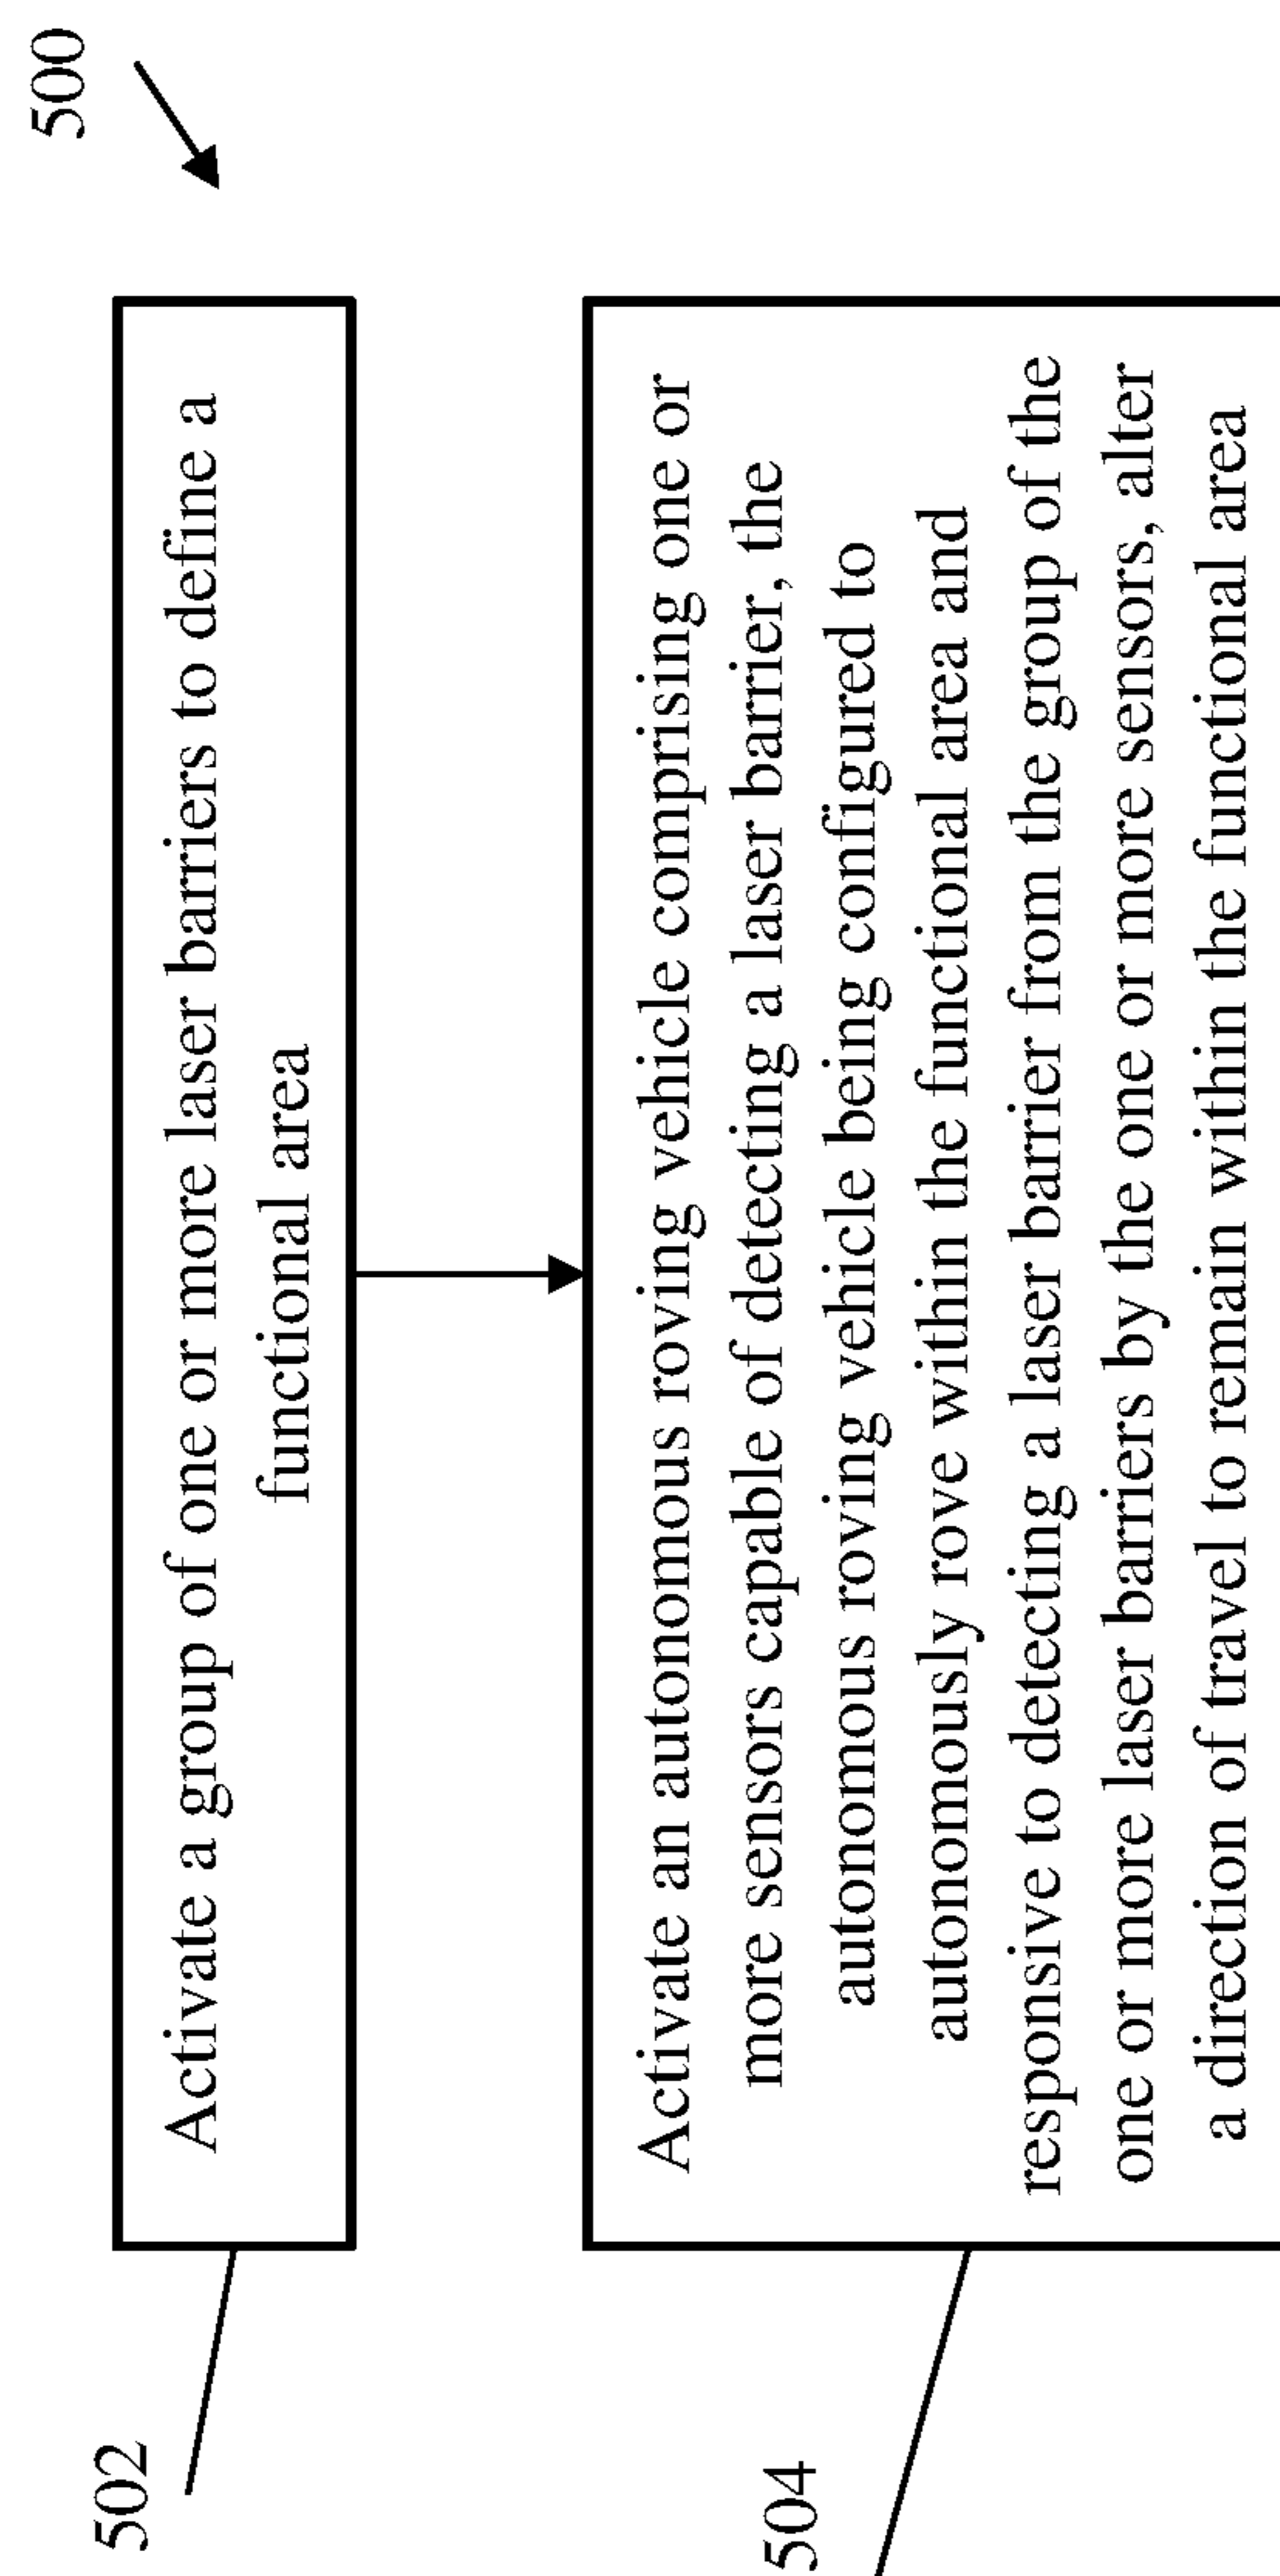 500
502
Activate a group of one or more laser barriers to define a
functional area
504
Activate an autonomous roving vehicle comprising one or
more sensors capable of detecting a laser barrier, the
autonomous roving vehicle being configured to
autonomously rove within the functional area and
responsive to detecting a laser barrier from the group of the
one or more laser barriers by the one or more sensors, alter
a direction of travel to remain within the functional area